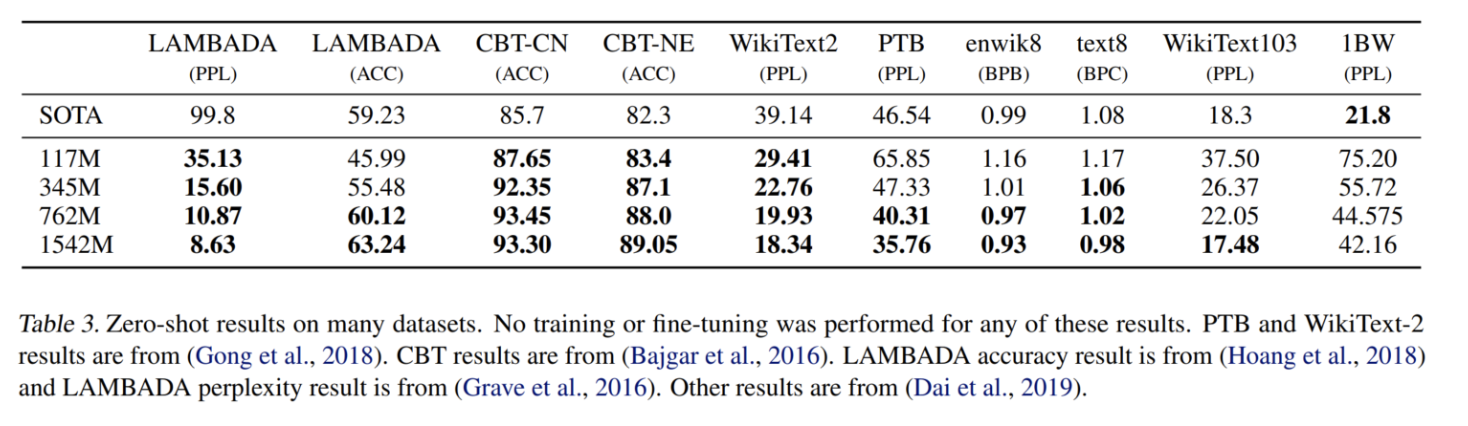 LAMBADA LAMBADA CBT-CN CBT-NE WikiText2 PTB enwik8 text8 WikiText103 1BW
(PPL) (ACC) (ACC) (ACC) (PPL) (PPL) (BPB) (BPC) (PPL) (PPL)
SOTA 99.8 59.23 85.7 82.3 39.14 46.54 0.99 1.08 18.3 21.8
117M 35.13 45.99 87.65 83.4 29.41 65.85 1.16 1.17 37.50 75.20
345M 15.60 55.48 92.35 87.1 22.76 47.33 1.01 1.06 26.37 55.72
762M 10.87 60.12 93.45 88.0 19.93 40.31 0.97 1.02 22.05 44.575
1542M 8.63 63.24 93.30 89.05 18.34 35.76 0.93 0.98 17.48 42.16
Table 3. Zero-shot results on many datasets. No training or fine-tuning was performed for any of these results. PTB and WikiText-2
results are from (Gong et al., 2018). CBT results are from (Bajgar et al., 2016). LAMBADA accuracy result is from (Hoang et al., 2018)
and LAMBADA perplexity result is from (Grave et al., 2016). Other results are from (Dai et al., 2019).